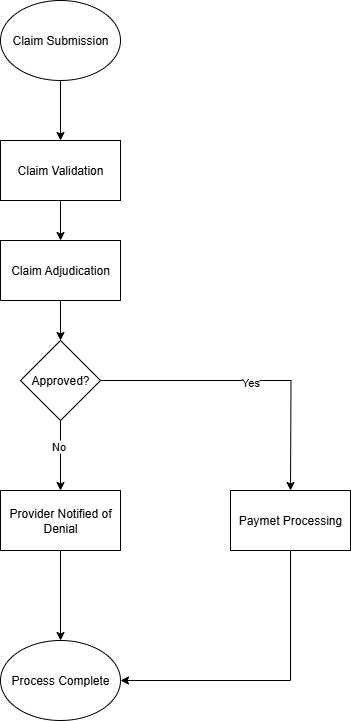 Claim Submission
Claim Validation
Claim Adjudication
Approved?
Yes
No
Provider Notified of
Denial
Paymet Processing
Process Complete